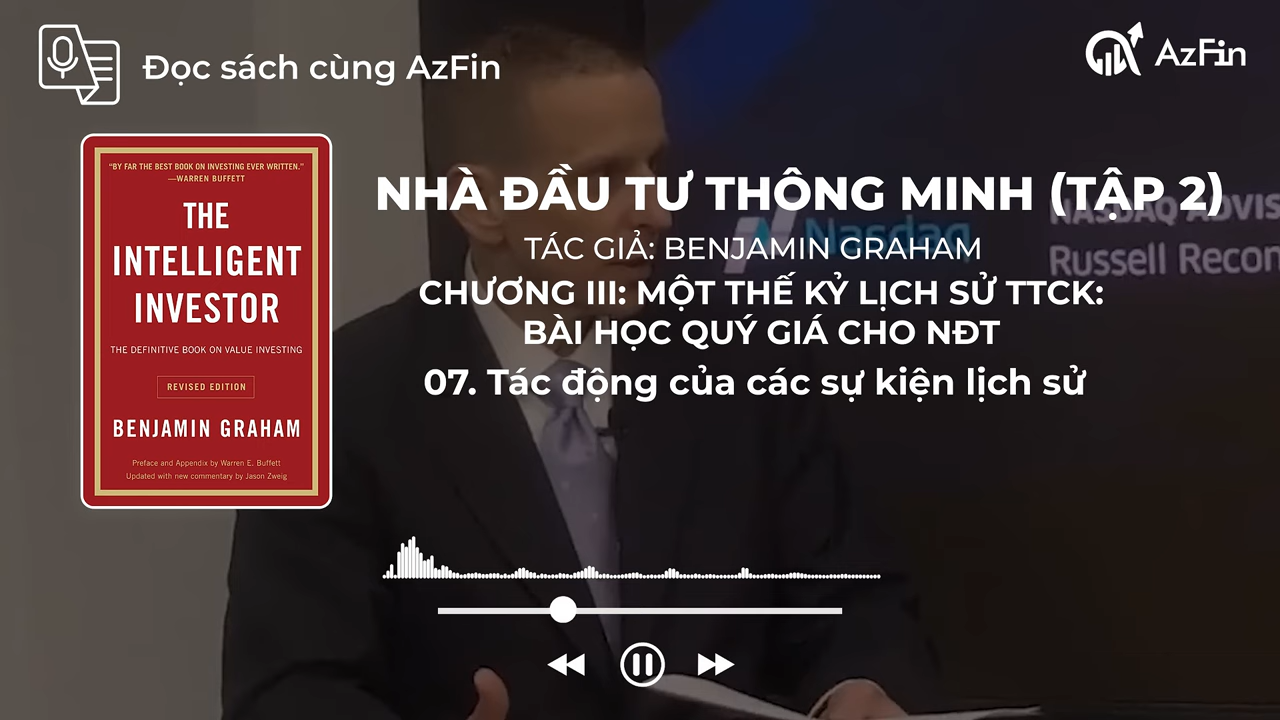 Đọc sách cùng AzFin
AzFin
"BY FAR THE BEST BOOK ON INVESTING EVER WRITTEN."
—WARREN BUFFETT
THE
INTELLIGENT
INVESTOR
THE DEFINITIVE BOOK ON VALUE INVESTING
REVISED EDITION
BENJAMIN GRAHAM
Preface and Appendix by Warren E. Buffett
Updated with new commentary by Jason Zweig
NHÀ ĐẦU TƯ THÔNG MINH (TẬP 2)
TÁC GIẢ: BENJAMIN GRAHAM
CHƯƠNG III: MỘT THẾ KỶ LỊCH SỬ TTCK:
BÀI HỌC QUÝ GIÁ CHO NĐT
07. Tác động của các sự kiện lịch sử
Nasdaq
NASDAQ ADVIS
Russell Recon